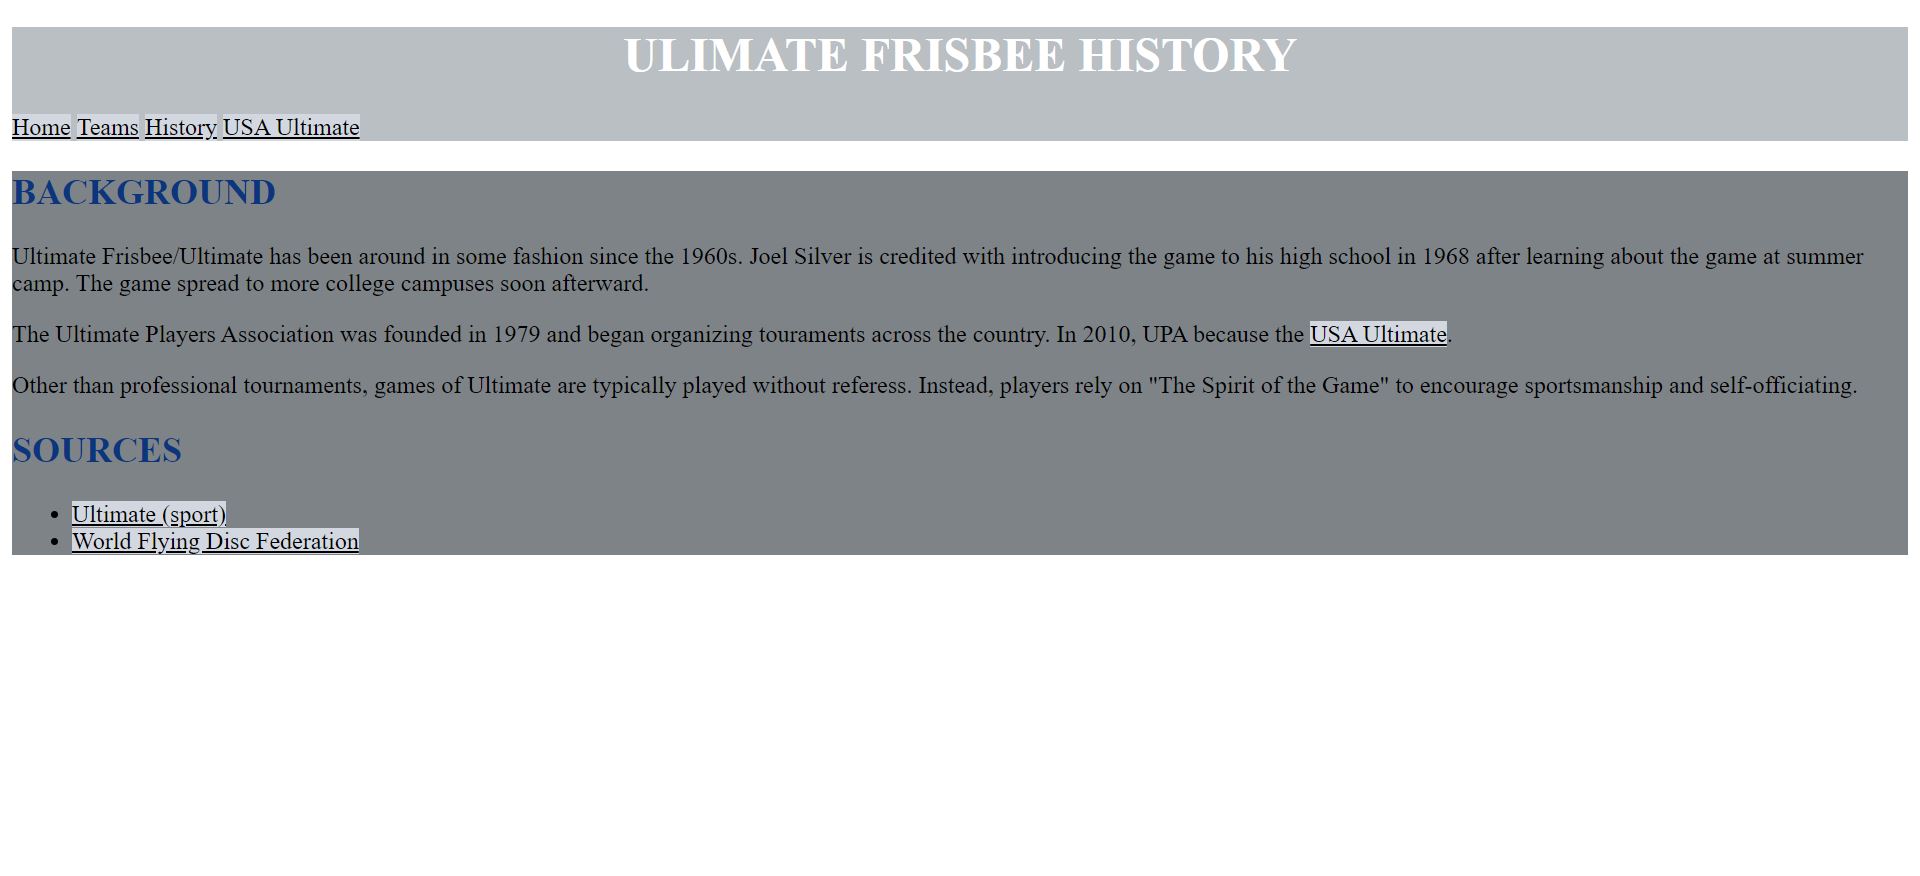 ULIMATE FRISBEE HISTORY
Home Teams History USA Ultimate
BACKGROUND
Ultimate Frisbee/Ultimate has been around in some fashion since the 1960s. Joel Silver is credited with introducing the game to his high school in 1968 after learning about the game at summer
camp. The game spread to more college campuses soon afterward.
The Ultimate Players Association was founded in 1979 and began organizing touraments across the country. In 2010, UPA because the USA Ultimate.
Other than professional tournaments, games of Ultimate are typically played without referess. Instead, players rely on "The Spirit of the Game" to encourage sportsmanship and self-officiating.
SOURCES
• Ultimate (sport)
• World Flying Disc Federation